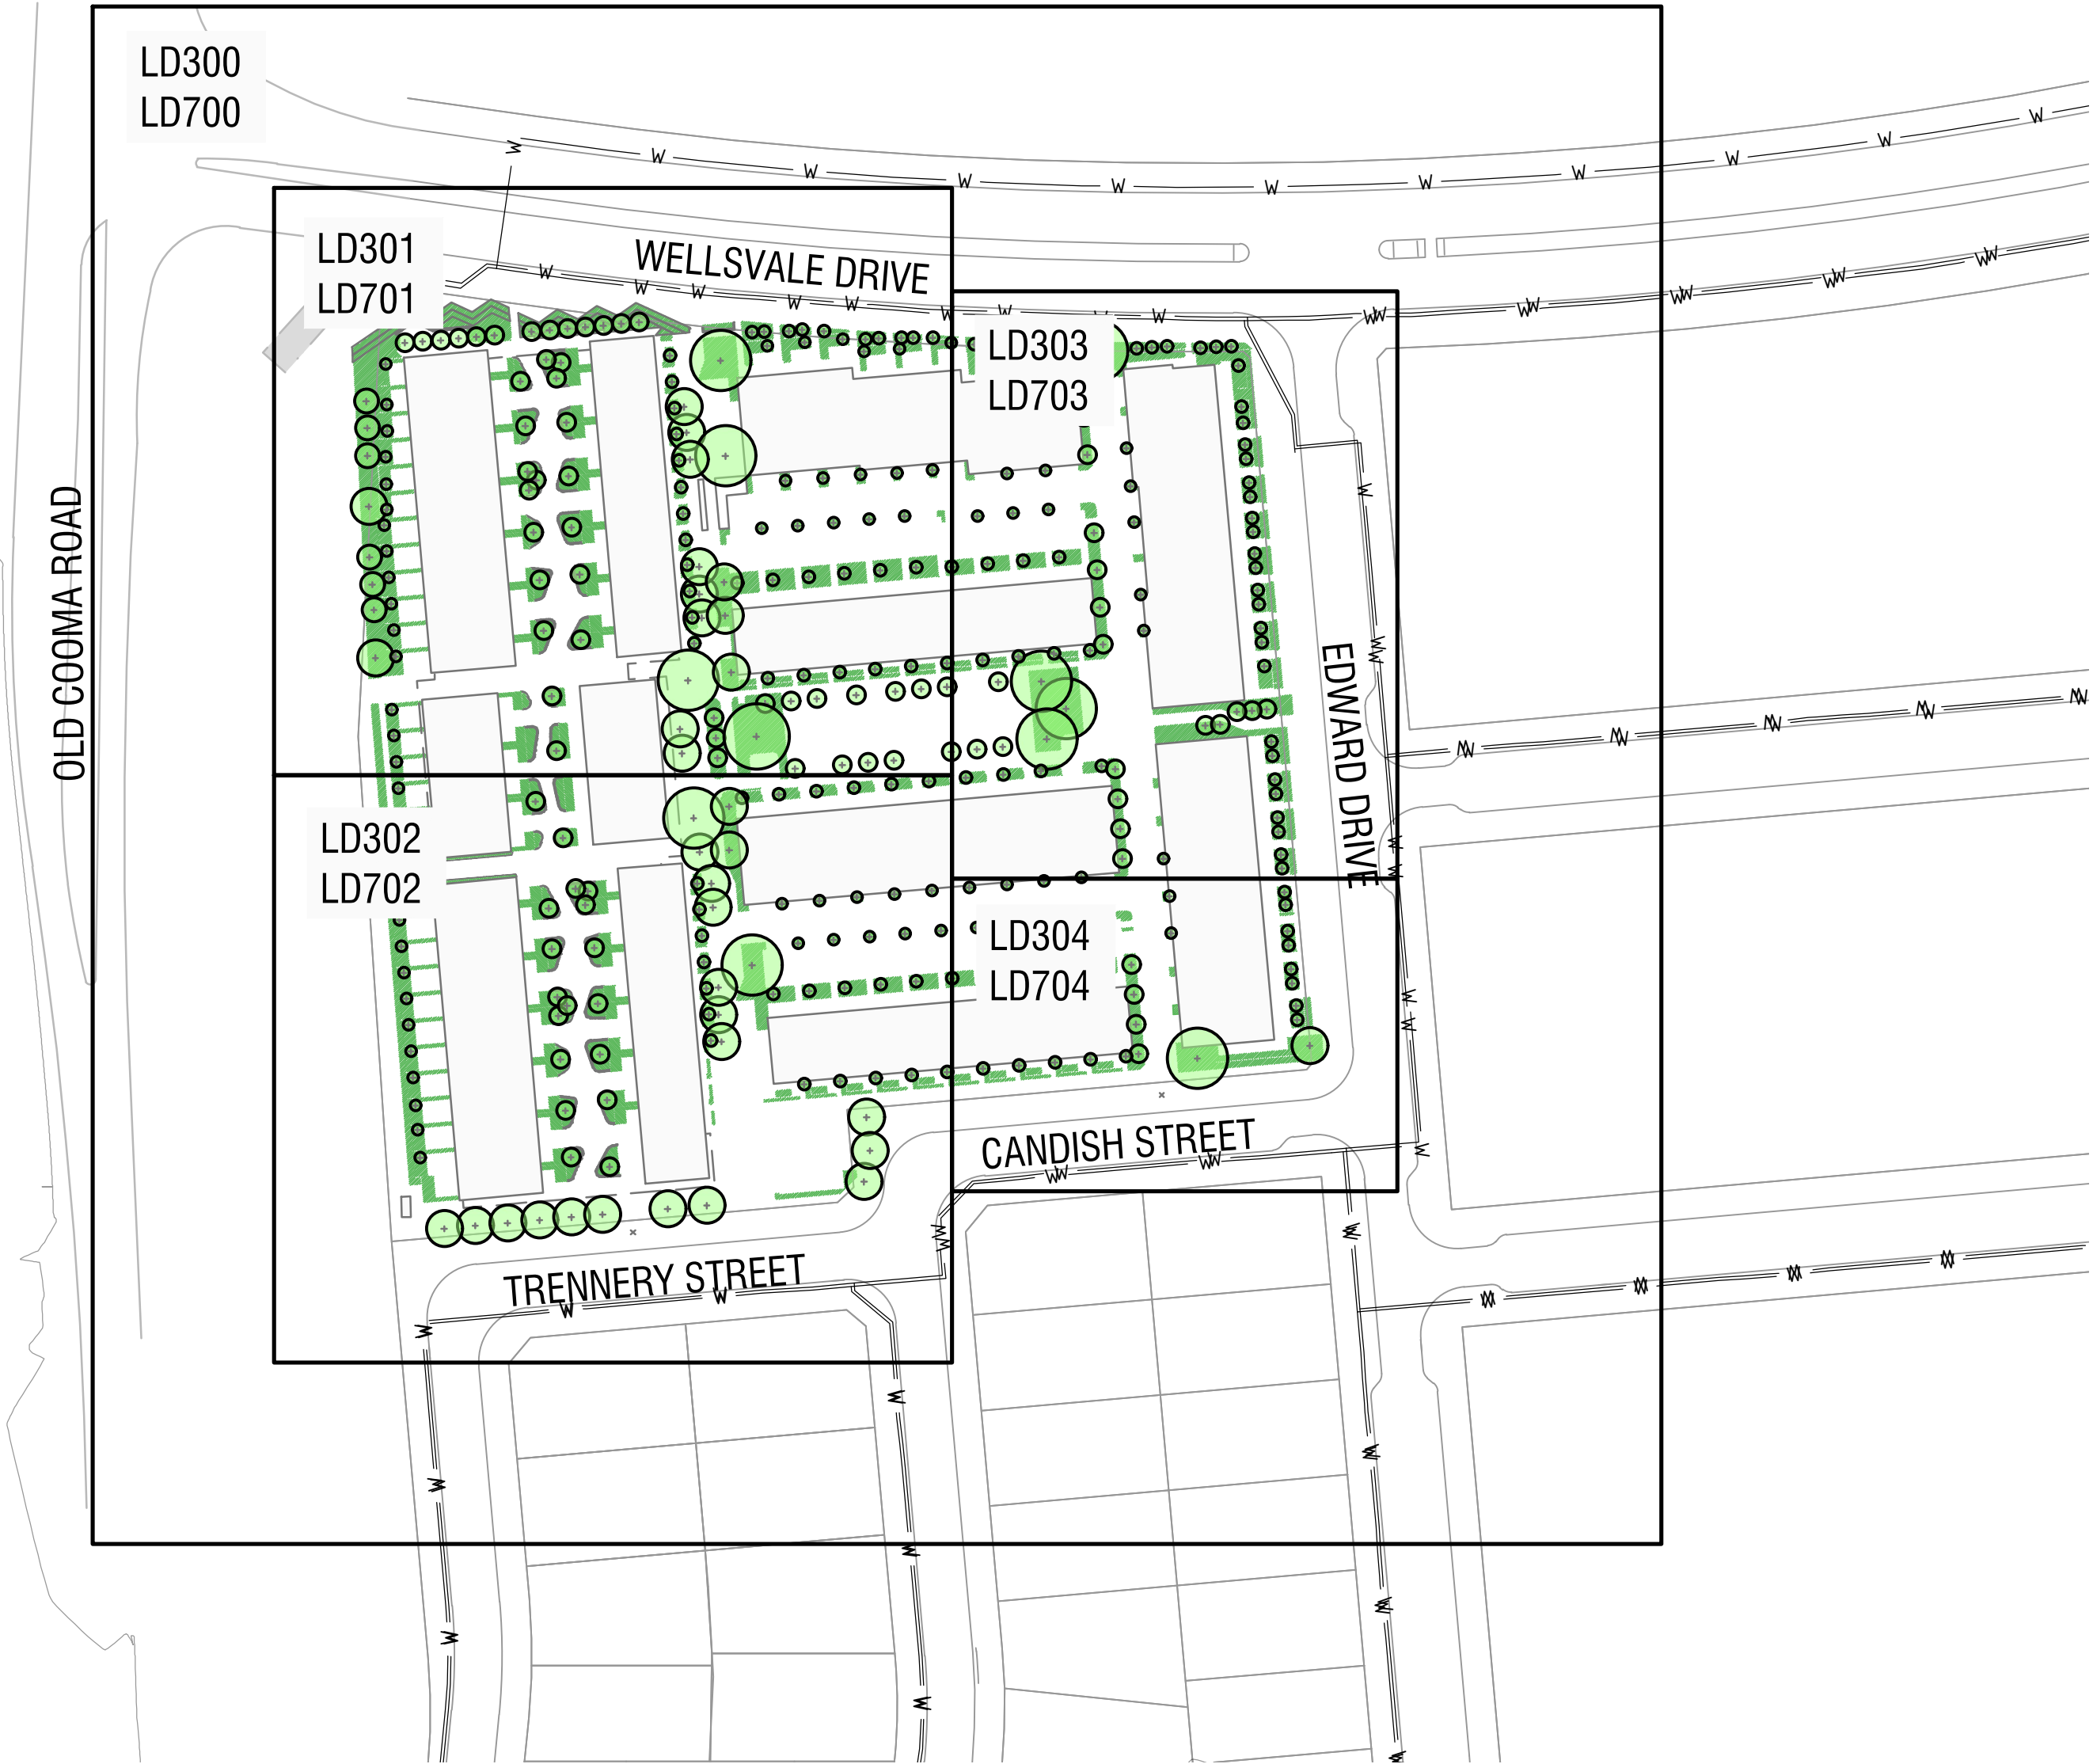 LD300
LD700
LD301
LD701
WELLSVALE DRIVE
LD303
LD703
OLD COOMA ROAD
EDWARD DRIVE
LD302
LD702
LD304
LD704
CANDISH STREET
TRENNERY STREET